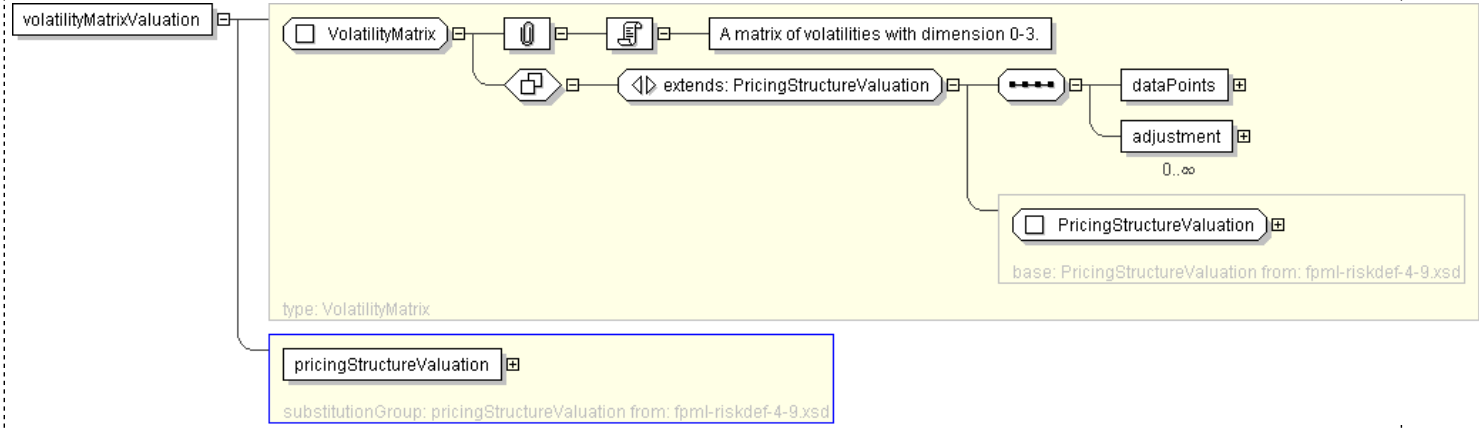 volatilityMatrixValuation
VolatilityMatrix
A matrix of volatilities with dimension 0-3.
extends: PricingStructureValuation
dataPoints
adjustment
0..∞
PricingStructureValuation
base: PricingStructureValuation from: fpml-riskdef-4-9.xsd
type: VolatilityMatrix
pricingStructureValuation
substitutionGroup: pricingStructureValuation from: fpml-riskdef-4-9.xsd